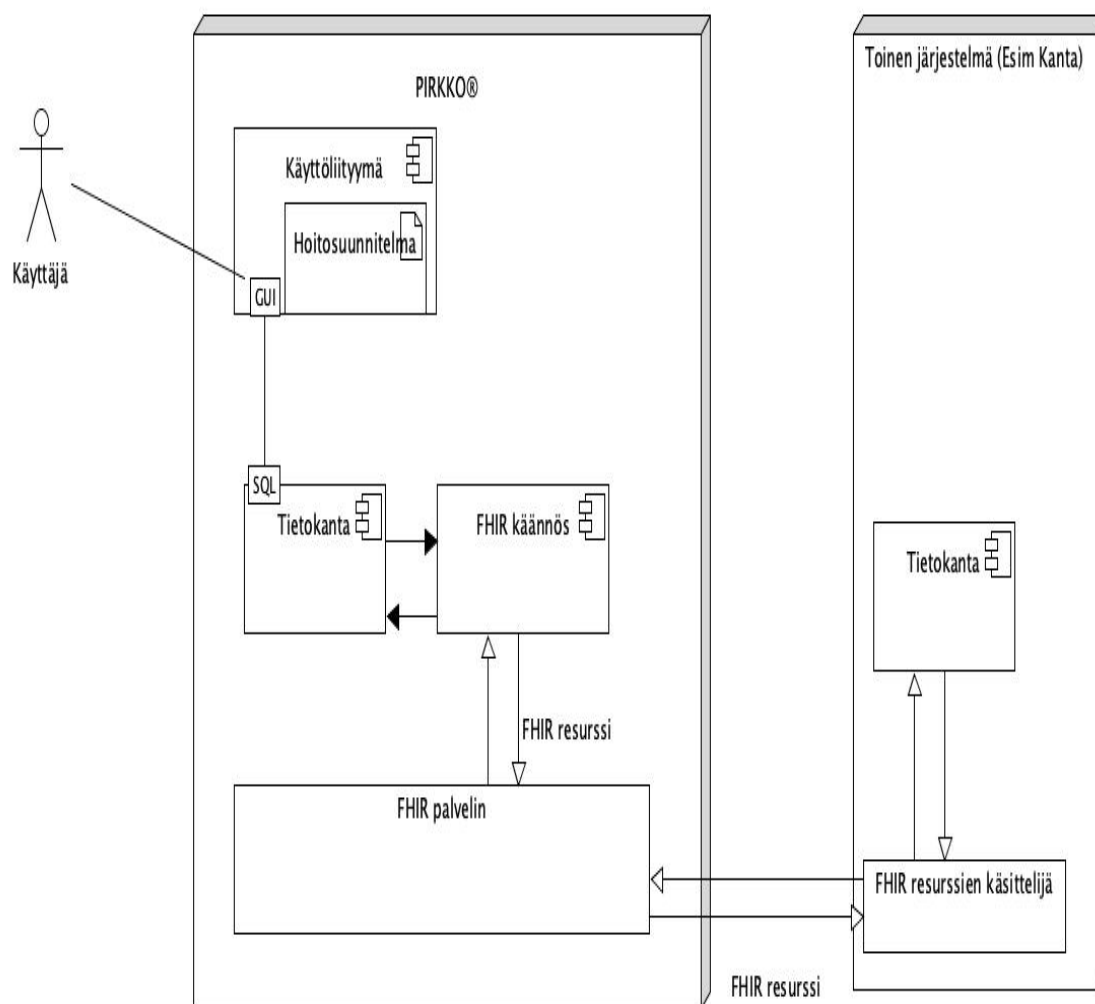 Toinen järjestelmä (Esim Kanta)
PIRKKO®
Käyttöliityymä
Hoitosuunnitelma
Käyttäjä
GUI
SQL
Tietokanta
FHIR käännös
Tietokanta
FHIR resurssi
FHIR palvelin
FHIR resurssien käsittelijä
FHIR resurssi